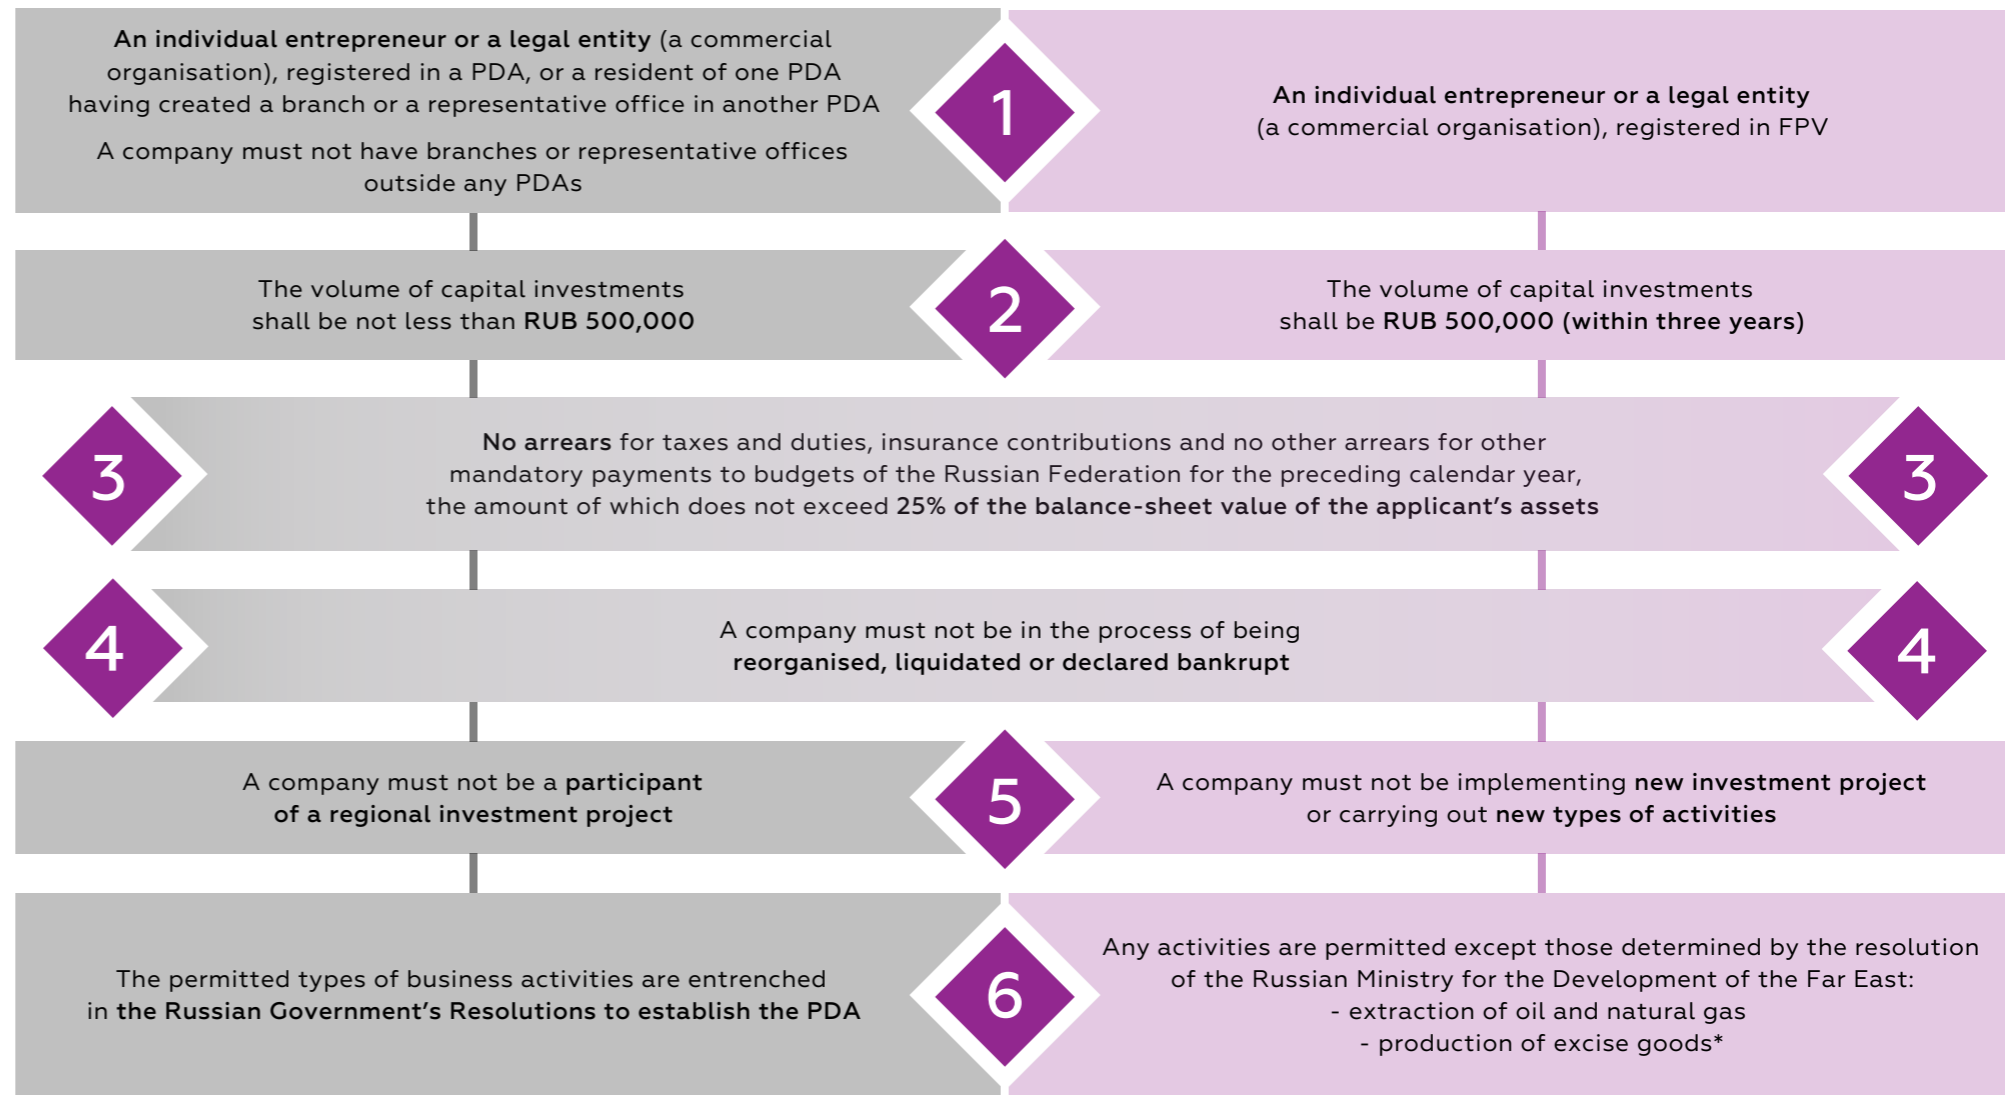 An individual entrepreneur or a legal entity (a commercial
organisation), registered in a PDA, or a resident of one PDA
having created a branch or a representative office in another PDA
A company must not have branches or representative offices
outside any PDAs
1
An individual entrepreneur or a legal entity
(a commercial organisation), registered in FPV
The volume of capital investments
shall be not less than RUB 500,000
2
The volume of capital investments
shall be RUB 500,000 (within three years)
3
No arrears for taxes and duties, insurance contributions and no other arrears for other
mandatory payments to budgets of the Russian Federation for the preceding calendar year,
the amount of which does not exceed 25% of the balance-sheet value of the applicant’s assets
3
4
A company must not be in the process of being
reorganised, liquidated or declared bankrupt
4
A company must not be a participant
of a regional investment project
5
A company must not be implementing new investment project
or carrying out new types of activities
The permitted types of business activities are entrenched
in the Russian Government’s Resolutions to establish the PDA
6
Any activities are permitted except those determined by the resolution
of the Russian Ministry for the Development of the Far East:
- extraction of oil and natural gas
- production of excise goods*